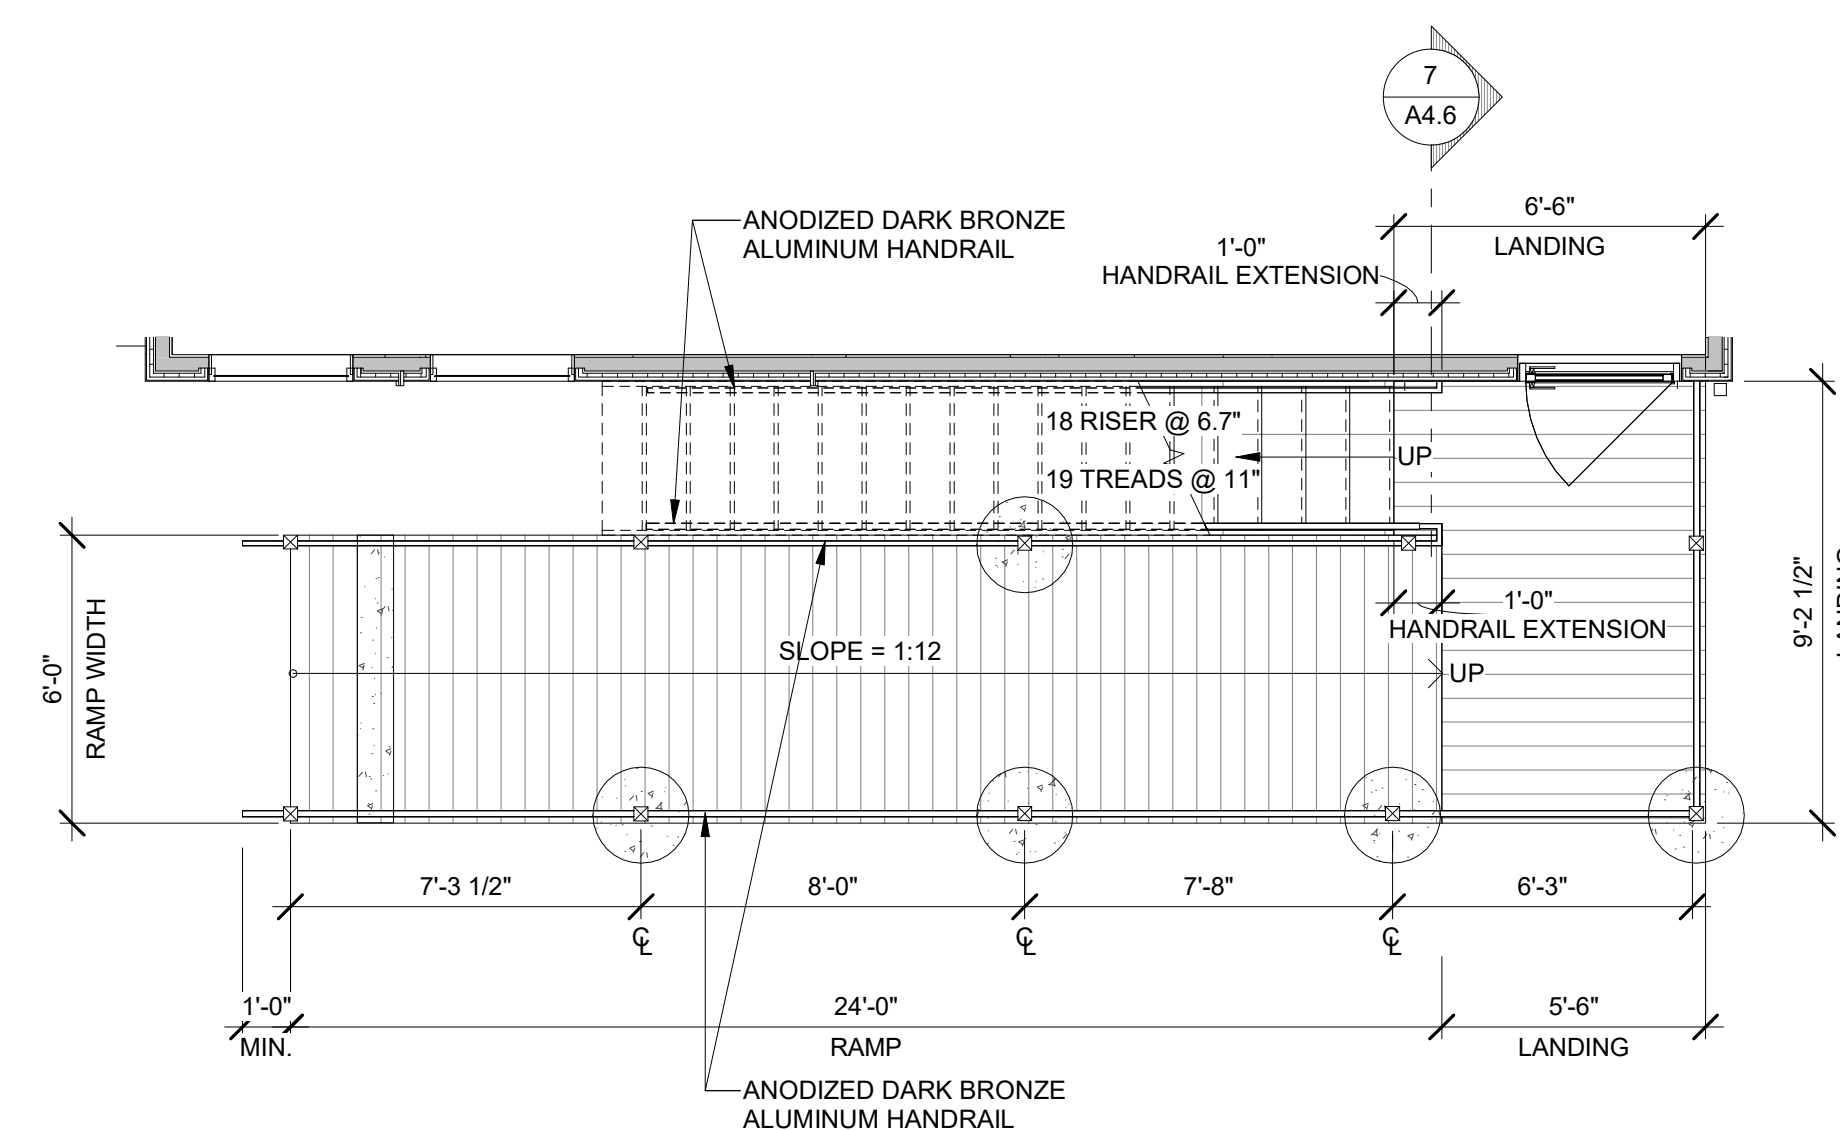 7
A4.6
6'-6"
LANDING
1'-0"
HANDRAIL EXTENSION
ANODIZED DARK BRONZE
ALUMINUM HANDRAIL
18 RISER @ 6.7"
UP
19 TREADS @ 11"
1'-0"
HANDRAIL EXTENSION
9'-2 1/2"
LANDING
6'-0"
RAMP WIDTH
SLOPE = 1:12
UP
7'-3 1/2"
8'-0"
7'-8"
6'-3"
℄
℄
℄
1'-0"
MIN.
24'-0"
RAMP
5'-6"
LANDING
ANODIZED DARK BRONZE
ALUMINUM HANDRAIL